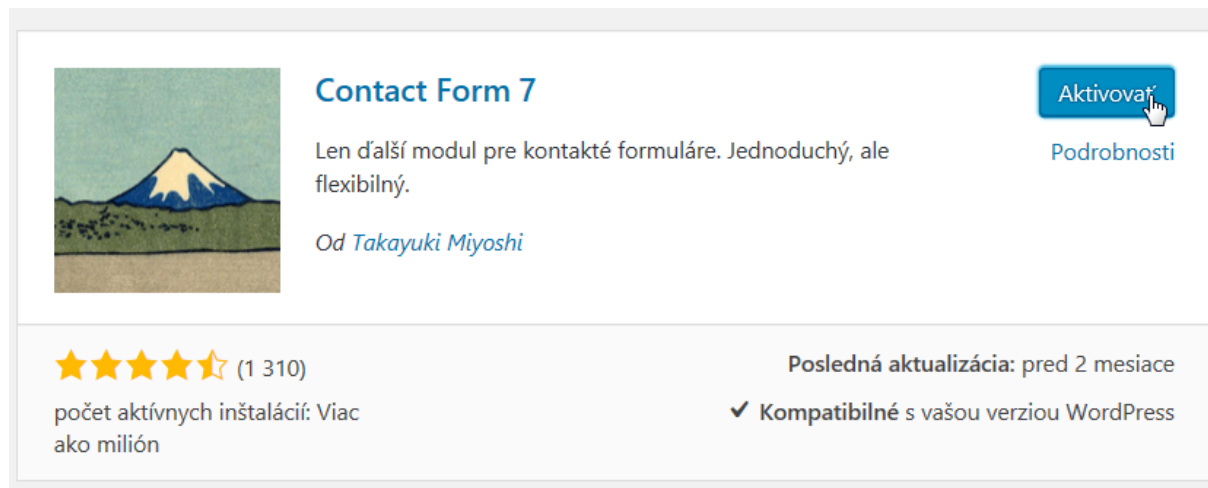 Contact Form 7
Aktivovať
Len ďalší modul pre kontakté formuláre. Jednoduchý, ale
flexibilný.
Podrobnosti
Od Takayuki Miyoshi
(1 310)
Posledná aktualizácia: pred 2 mesiace
počet aktívnych inštalácií: Viac
ako milión
Kompatibilné s vašou verziou WordPress